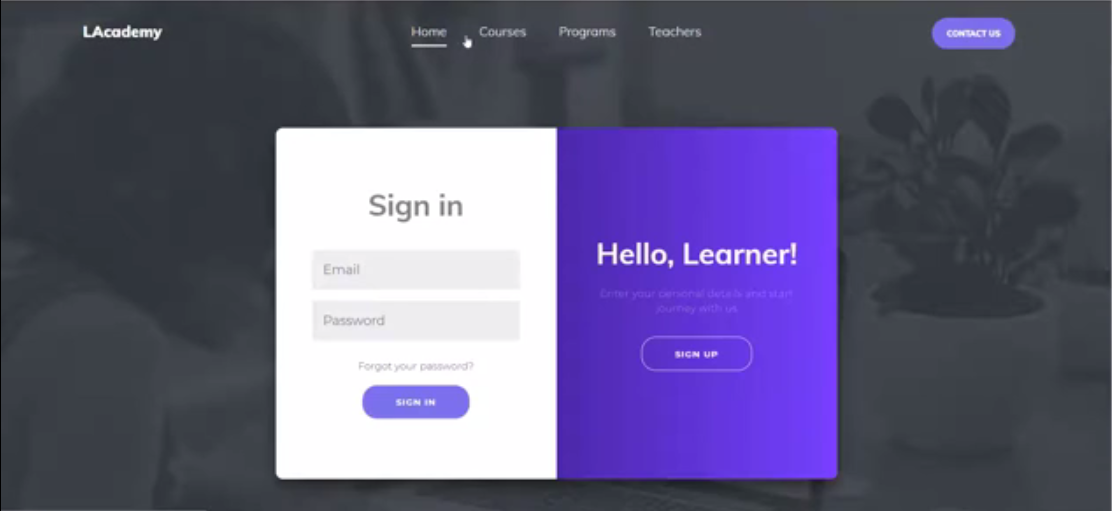 LAcademy
Home
Courses
Programs
Teachers
CONTACT US
Sign in
Email
Password
Forgot your password?
SIGN IN
Hello, Learner!
Enter your personal details and start
journey with us
SIGN UP